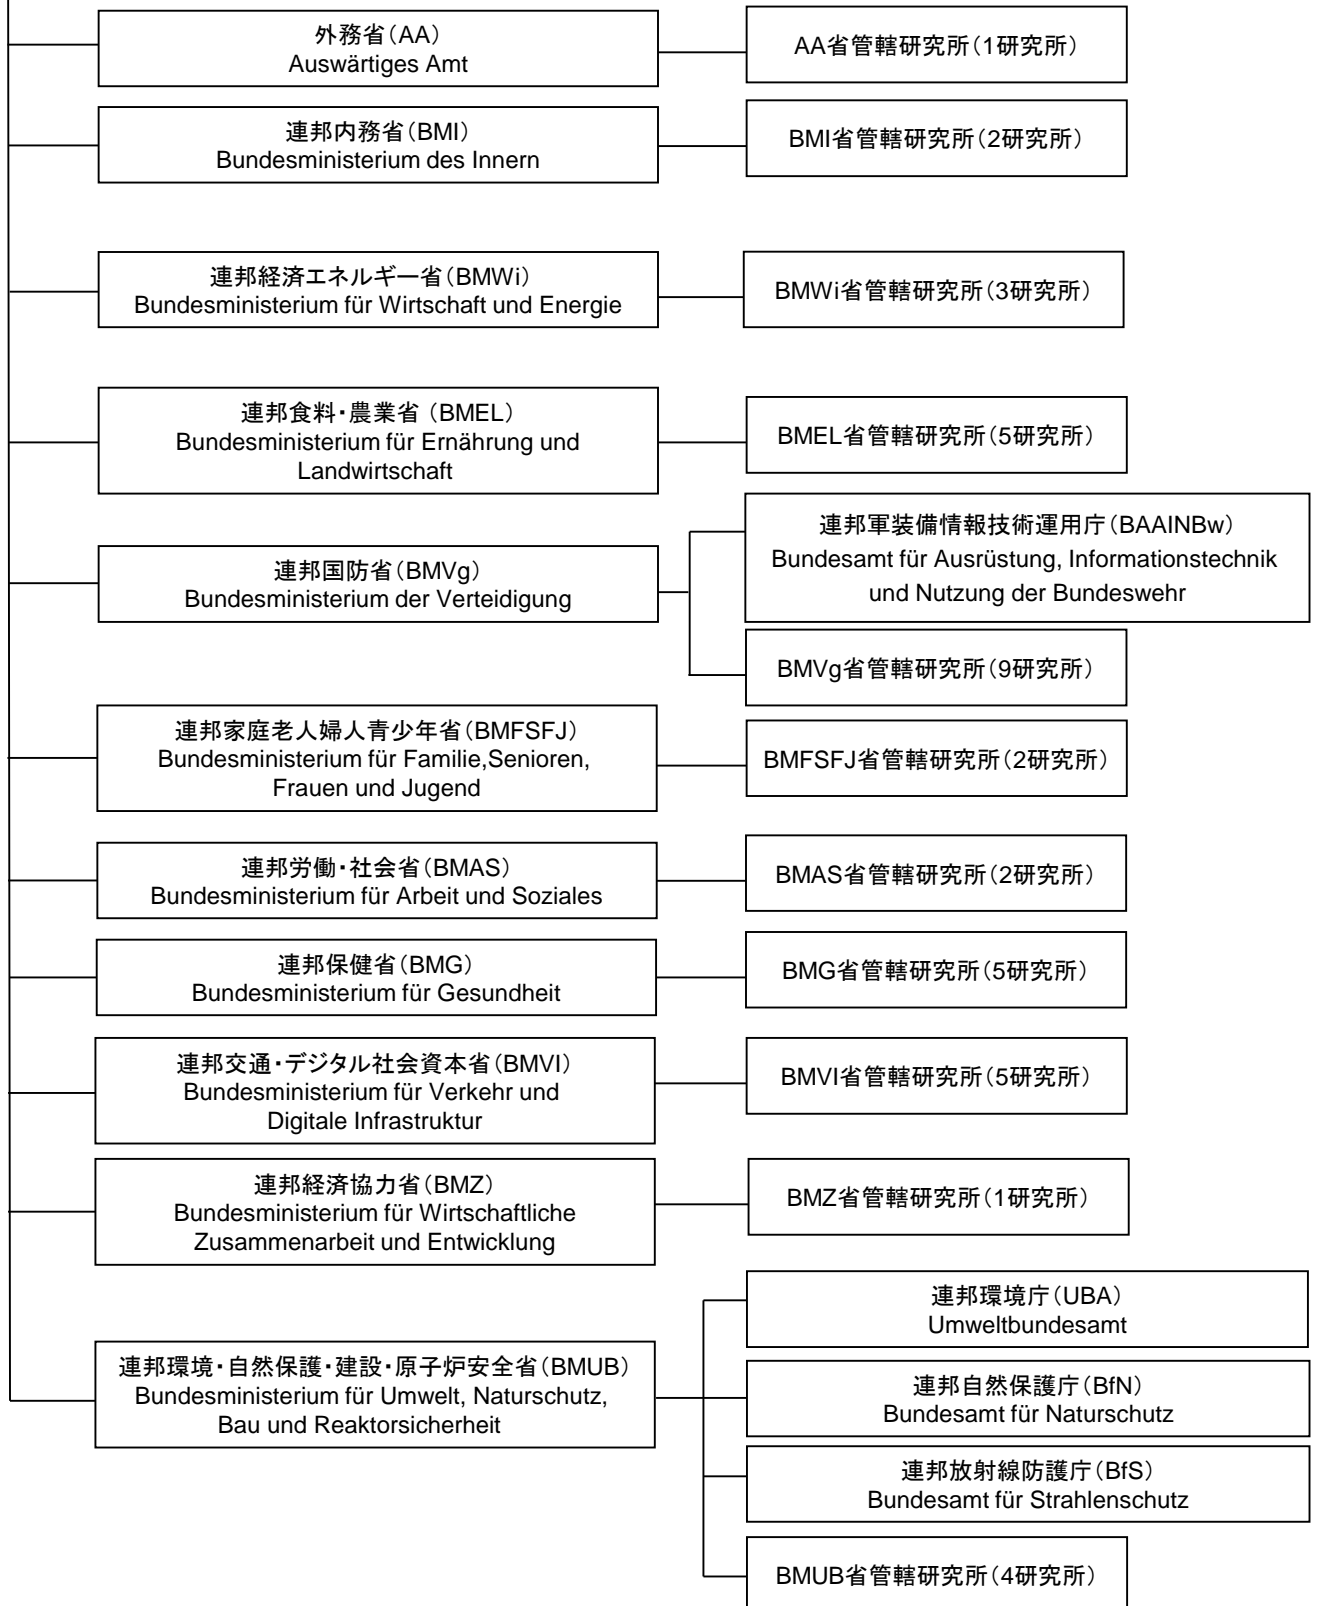 外務省（AA）
Auswärtiges Amt
AA省管轄研究所（1研究所）
連邦内務省（BMI）
Bundesministerium des Innern
BMI省管轄研究所（2研究所）
連邦経済エネルギー省（BMWi）
Bundesministerium für Wirtschaft und Energie
BMWi省管轄研究所（3研究所）
連邦食料・農業省 （BMEL）
Bundesministerium für Ernährung und
Landwirtschaft
BMEL省管轄研究所（5研究所）
連邦国防省（BMVg）
Bundesministerium der Verteidigung
連邦軍装備情報技術運用庁（BAAINBw）
Bundesamt für Ausrüstung, Informationstechnik
und Nutzung der Bundeswehr
BMVg省管轄研究所（9研究所）
連邦家庭老人婦人青少年省（BMFSFJ）
Bundesministerium für Familie,Senioren,
Frauen und Jugend
BMFSFJ省管轄研究所（2研究所）
連邦労働・社会省（BMAS）
Bundesministerium für Arbeit und Soziales
BMAS省管轄研究所（2研究所）
連邦保健省（BMG）
Bundesministerium für Gesundheit
BMG省管轄研究所（5研究所）
連邦交通・デジタル社会資本省（BMVI）
Bundesministerium für Verkehr und
Digitale Infrastruktur
BMVI省管轄研究所（5研究所）
連邦経済協力省（BMZ）
Bundesministerium für Wirtschaftliche
Zusammenarbeit und Entwicklung
BMZ省管轄研究所（1研究所）
連邦環境・自然保護・建設・原子炉安全省（BMUB）
Bundesministerium für Umwelt, Naturschutz,
Bau und Reaktorsicherheit
連邦環境庁（UBA）
Umweltbundesamt
連邦自然保護庁（BfN）
Bundesamt für Naturschutz
連邦放射線防護庁（BfS）
Bundesamt für Strahlenschutz
BMUB省管轄研究所（4研究所）